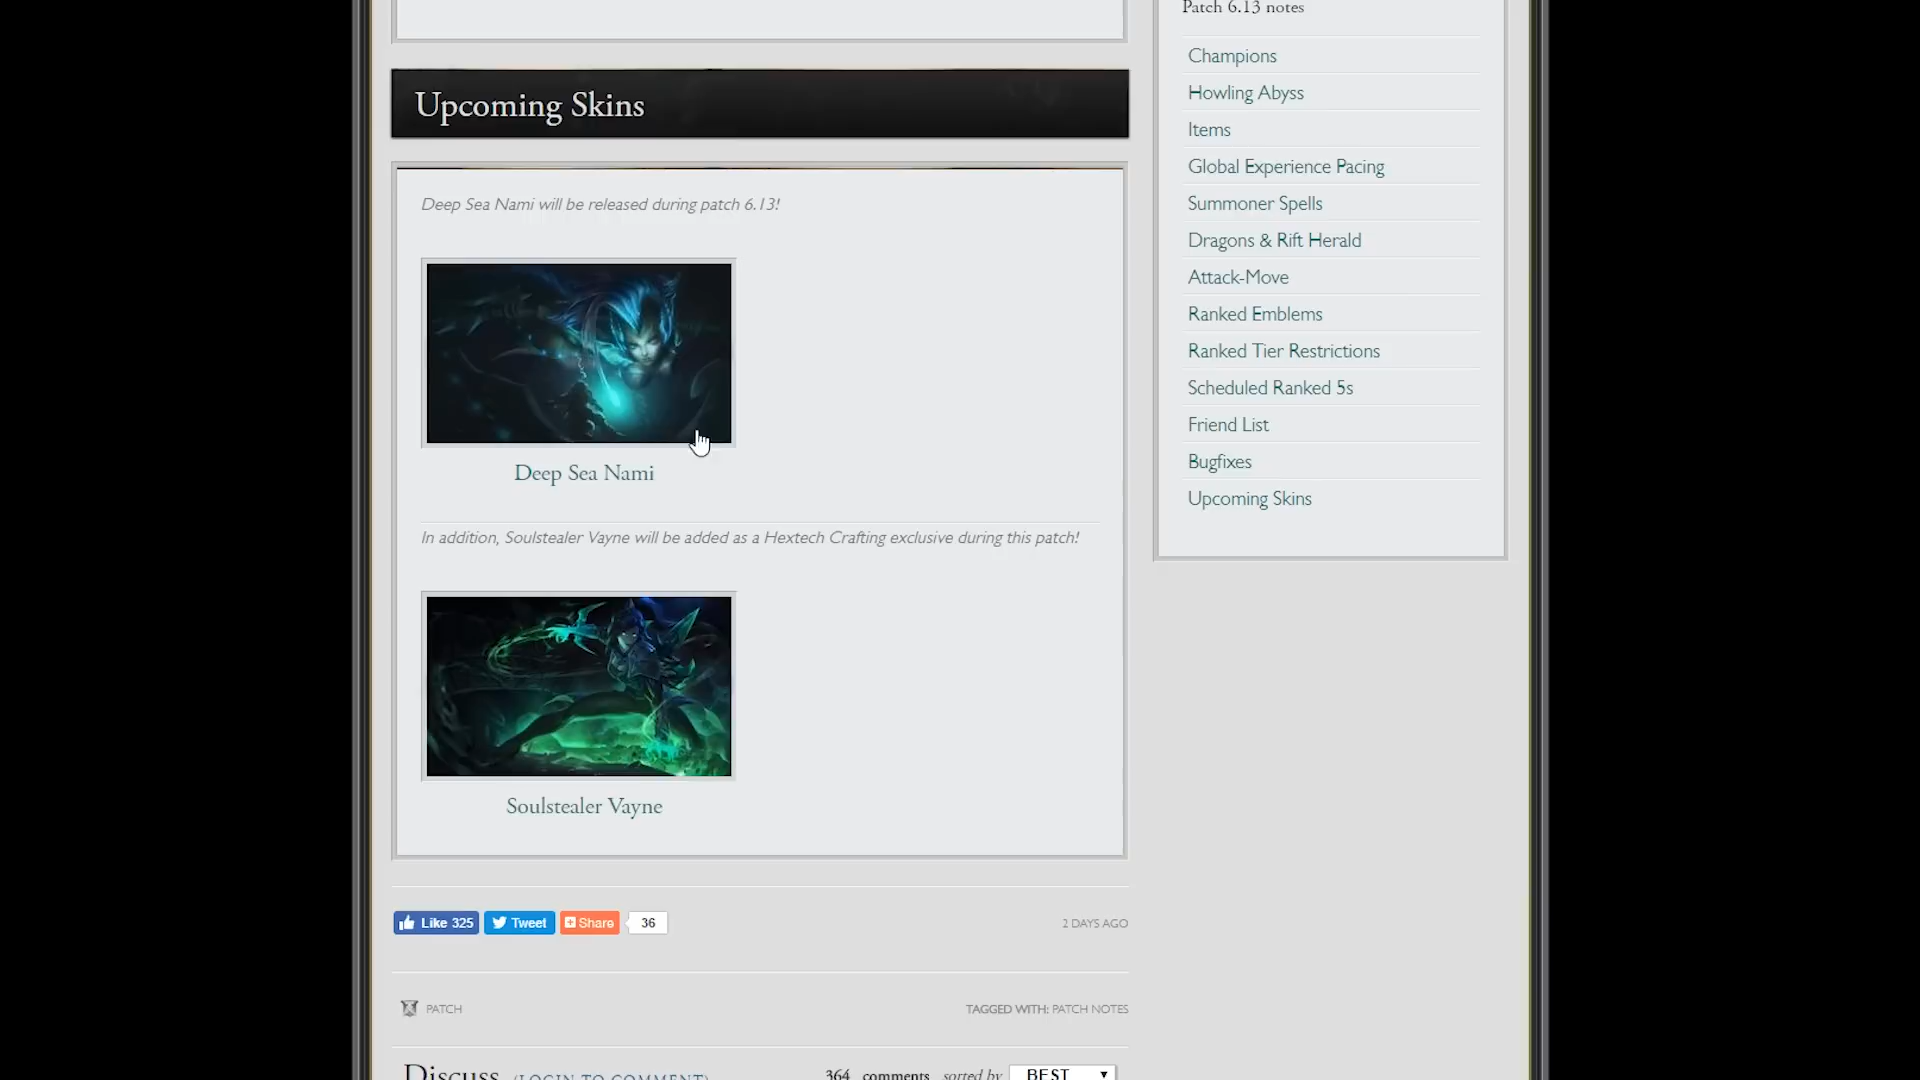 Patch 6.13 notes
Champions
Howling Abyss
Items
Global Experience Pacing
Summoner Spells
Dragons & Rift Herald
Attack-Move
Ranked Emblems
Ranked Tier Restrictions
Scheduled Ranked 5s
Friend List
Bugfixes
Upcoming Skins
Upcoming Skins
Deep Sea Nami will be released during patch 6.13!
Deep Sea Nami
In addition, Soulstealer Vayne will be added as a Hextech Crafting exclusive during this patch!
Soulstealer Vayne
Like 325 Tweet Share 36 2 DAYS AGO
PATCH TAGGED WITH: PATCH NOTES
Discuss (LOGIN TO COMMENT) 364 comments sorted by BEST